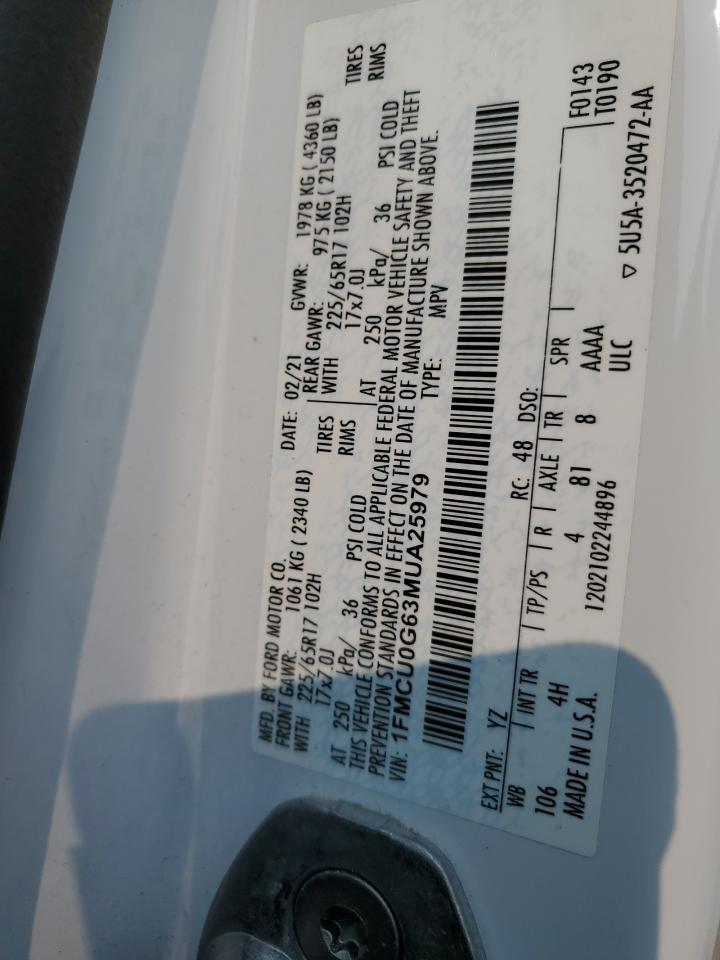 MFD. BY FORD MOTOR CO.
DATE: 02/21 GVWR: 1978 KG ( 4360 LB)
FRONT GAWR: 1061 KG ( 2340 LB)
REAR GAWR: 975 KG ( 2150 LB)
WITH 225/65R17 102H TIRES
WITH 225/65R17 102H TIRES
17x7.0J RIMS
17x7.0J RIMS
AT 250 kPa/ 36 PSI COLD
AT 250 kPa/ 36 PSI COLD
THIS VEHICLE CONFORMS TO ALL APPLICABLE FEDERAL MOTOR VEHICLE SAFETY AND THEFT
PREVENTION STANDARDS IN EFFECT ON THE DATE OF MANUFACTURE SHOWN ABOVE.
VIN: 1FMCU0G63MUA25979 TYPE: MPV
EXT PNT: YZ RC: 48 DSO: F0143
T0190
WB INT TR TP/PS R AXLE TR SPR
106 4H 4 81 8 AAAA
MADE IN U.S.A. 1202102244896 ULC
▽ 5U5A-3520472-AA